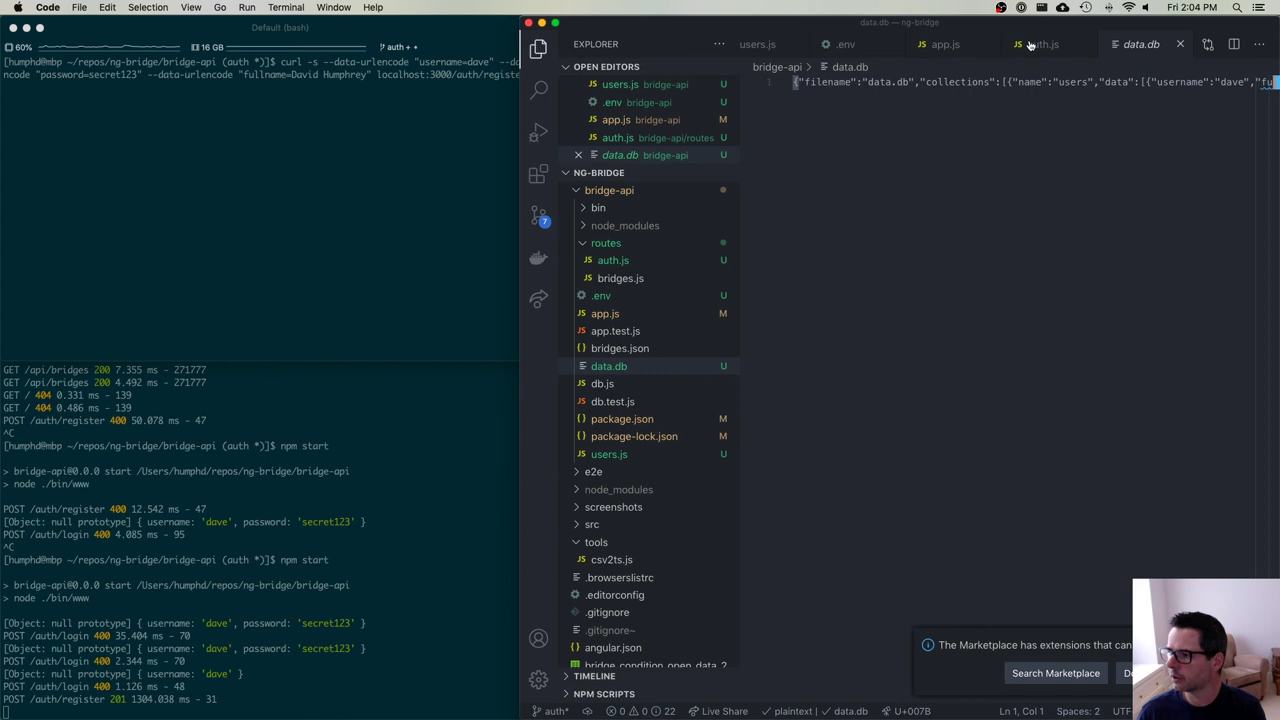 Code File Edit Selection View Go Run Terminal Window Help
Fri 2:04 PM
Default (bash)
60% 16 GB auth + •
[humphd@mbp ~/repos/ng-bridge/bridge-api (auth *)]$ curl -s --data-urlencode "username=dave" --data-urle
ncode "password=secret123" --data-urlencode "fullname=David Humphrey" localhost:3000/auth/registe
GET /api/bridges 200 7.355 ms - 271777
GET /api/bridges 200 4.492 ms - 271777
GET / 404 0.331 ms - 139
GET / 404 0.486 ms - 139
POST /auth/register 400 50.078 ms - 47
^C
[humphd@mbp ~/repos/ng-bridge/bridge-api (auth *)]$ npm start
> bridge-api@0.0.0 start /Users/humphd/repos/ng-bridge/bridge-api
> node ./bin/www
POST /auth/register 400 12.542 ms - 47
[Object: null prototype] { username: 'dave', password: 'secret123' }
POST /auth/register 400 4.085 ms - 95
^C
[humphd@mbp ~/repos/ng-bridge/bridge-api (auth *)]$ npm start
> bridge-api@0.0.0 start /Users/humphd/repos/ng-bridge/bridge-api
> node ./bin/www
[Object: null prototype] { username: 'dave', password: 'secret123' }
POST /auth/login 400 35.404 ms - 70
[Object: null prototype] { username: 'dave', password: 'secret123' }
POST /auth/login 400 2.344 ms - 70
[Object: null prototype] { username: 'dave' }
POST /auth/login 400 1.126 ms - 48
POST /auth/register 201 1304.038 ms - 31
data.db — ng-bridge
EXPLORER
OPEN EDITORS
users.js bridge-api U
.env bridge-api U
app.js bridge-api M
auth.js bridge-api/routes U
data.db bridge-api U
NG-BRIDGE
bridge-api
bin
node_modules
routes
auth.js U
bridges.js
.env U
app.js M
app.test.js
bridges.json
data.db U
db.js
db.test.js
package.json M
package-lock.json M
users.js U
e2e
node_modules
screenshots
src
tools
csv2ts.js
.browserslistrc
.editorconfig
.gitignore
.gitignore~
angular.json
bridge_condition_open_data_2
TIMELINE
NPM SCRIPTS
7
users.js .env JS app.js JS auth.js data.db
bridge-api > data.db
1 {"filename":"data.db","collections":[{"name":"users","data":[{"username":"dave","fu
The Marketplace has extensions that can
Search Marketplace
auth* 0 0 22 Live Share plaintext | data.db U+007B Ln 1, Col 1 Spaces: 2 UTF